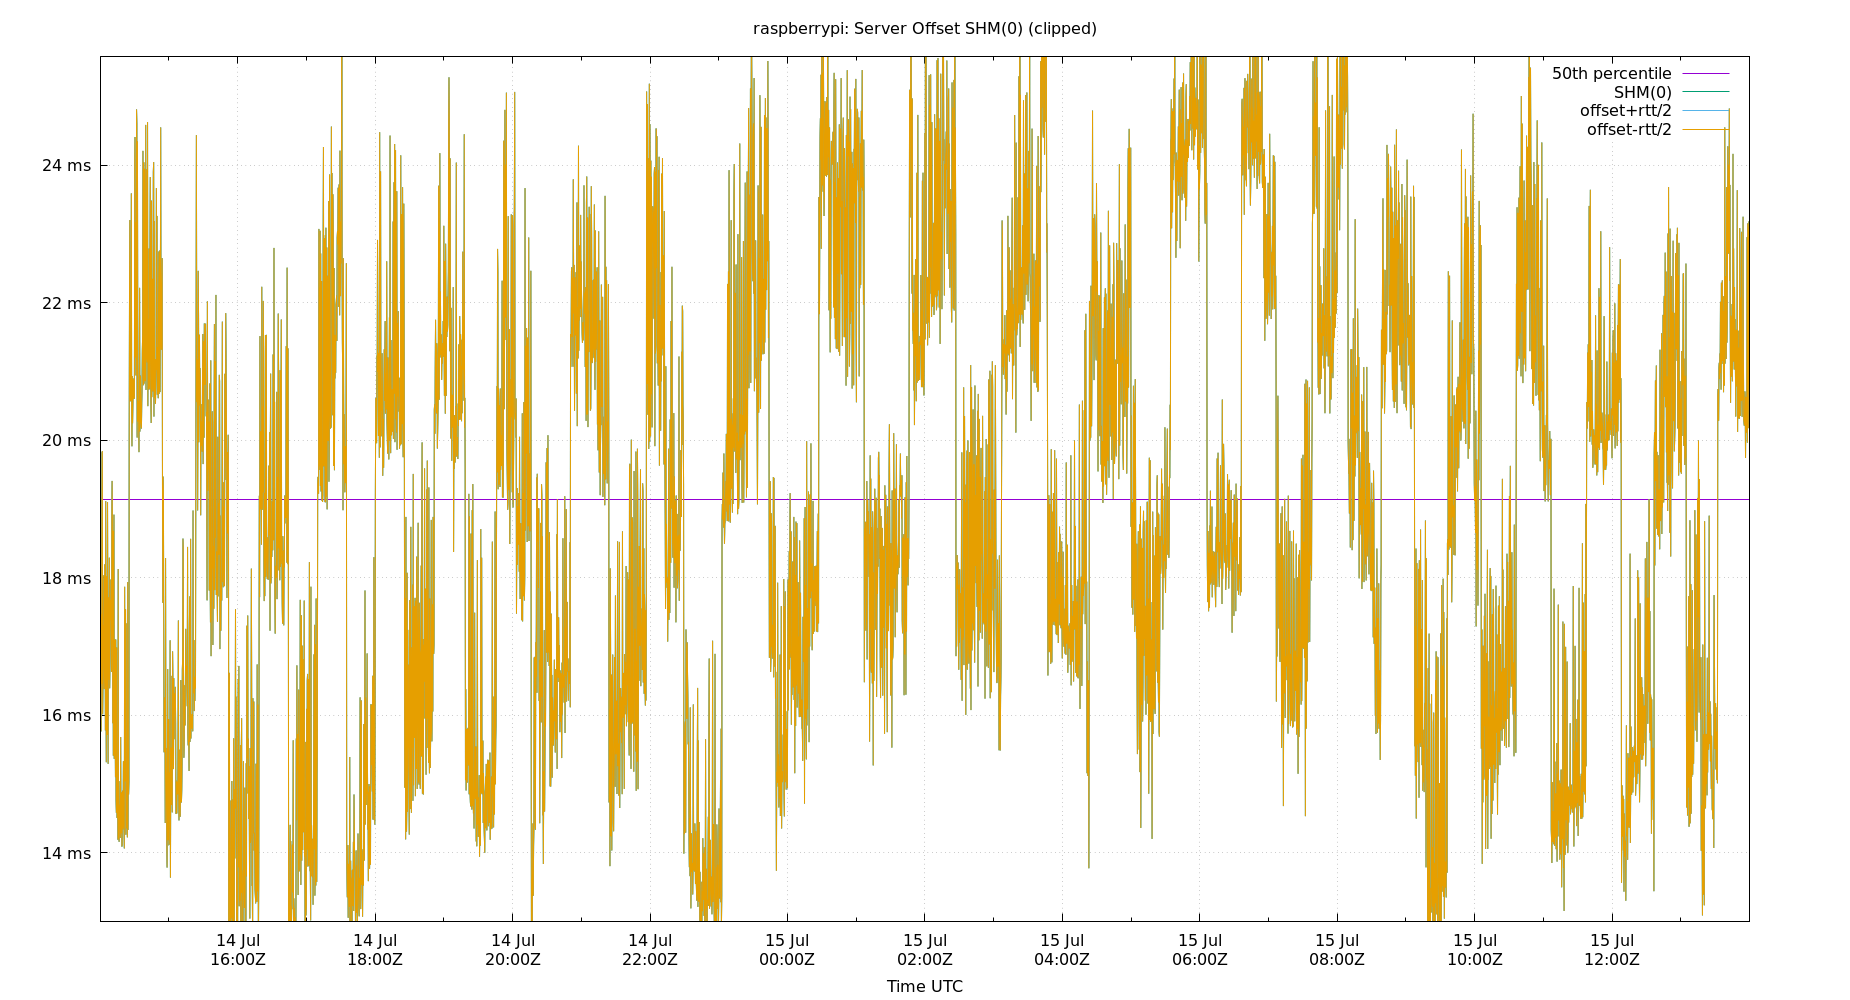 raspberrypi: Server Offset SHM(0) (clipped)
50th percentile
SHM(0)
offset+rtt/2
offset-rtt/2
24 ms
22 ms
20 ms
18 ms
16 ms
14 ms
14 Jul 14 Jul 14 Jul 14 Jul 15 Jul 15 Jul 15 Jul 15 Jul 15 Jul 15 Jul 15 Jul
16:00Z 18:00Z 20:00Z 22:00Z 00:00Z 02:00Z 04:00Z 06:00Z 08:00Z 10:00Z 12:00Z
Time UTC